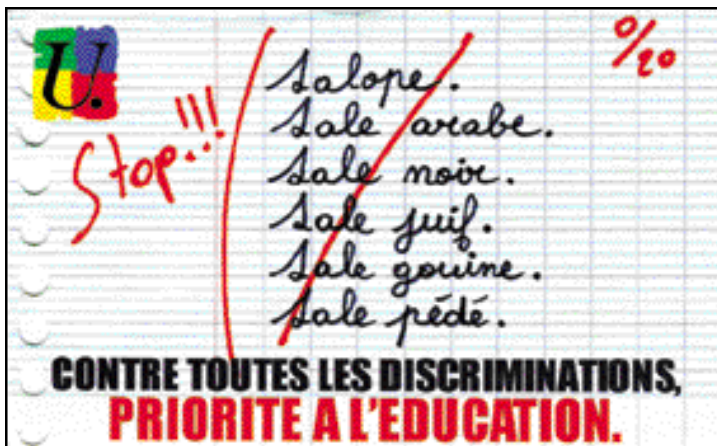 U.
0/20
Stop...!!!
Salope.
Sale arabe.
Sale noir.
Sale juif.
Sale gouine.
Sale pédé.
CONTRE TOUTES LES DISCRIMINATIONS,
PRIORITE A L'EDUCATION.